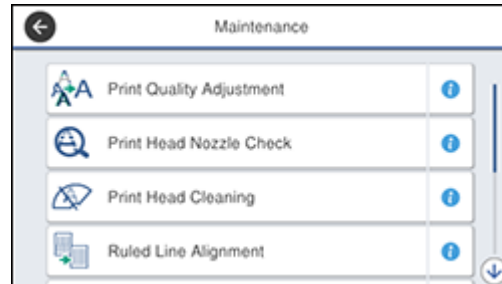 Maintenance
Print Quality Adjustment
Print Head Nozzle Check
Print Head Cleaning
Ruled Line Alignment